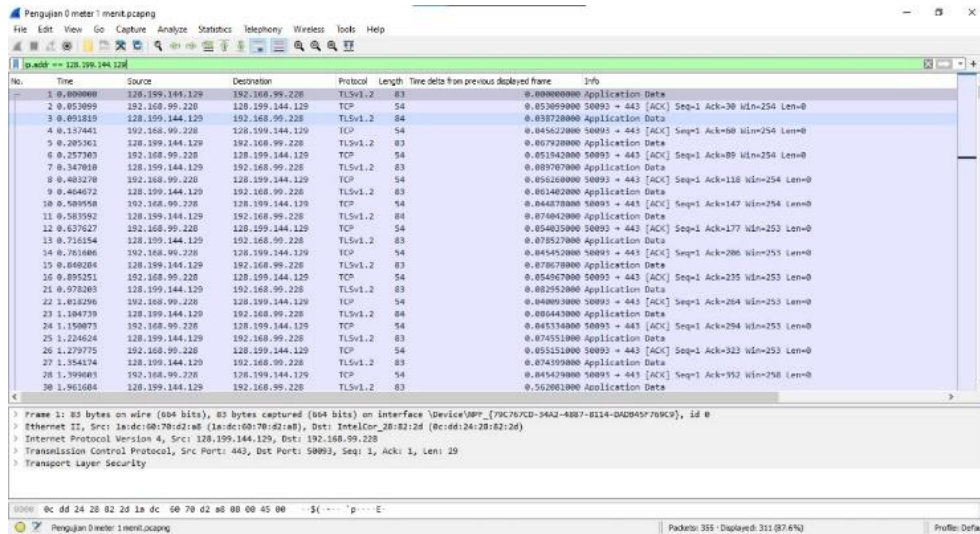 Pengujian 0 meter 1 menit.pcapng
File Edit View Go Capture Analyze Statistics Telephony Wireless Tools Help
ip.addr == 128.199.144.129
No. Time Source Destination Protocol Length Time delta from previous displayed frame Info
1 0.000000 128.199.144.129 192.168.99.228 TLSv1.2 83 0.000000000 Application Data
2 0.053099 192.168.99.228 128.199.144.129 TCP 54 0.053099000 50093 → 443 [ACK] Seq=1 Ack=30 Win=254 Len=0
3 0.091819 128.199.144.129 192.168.99.228 TLSv1.2 84 0.038720000 Application Data
4 0.137441 192.168.99.228 128.199.144.129 TCP 54 0.045622000 50093 → 443 [ACK] Seq=1 Ack=60 Win=254 Len=0
5 0.205361 128.199.144.129 192.168.99.228 TLSv1.2 83 0.067920000 Application Data
6 0.257303 192.168.99.228 128.199.144.129 TCP 54 0.051942000 50093 → 443 [ACK] Seq=1 Ack=89 Win=254 Len=0
7 0.347010 128.199.144.129 192.168.99.228 TLSv1.2 83 0.089707000 Application Data
8 0.403270 192.168.99.228 128.199.144.129 TCP 54 0.056260000 50093 → 443 [ACK] Seq=1 Ack=118 Win=254 Len=0
9 0.464672 128.199.144.129 192.168.99.228 TLSv1.2 83 0.061402000 Application Data
10 0.509550 192.168.99.228 128.199.144.129 TCP 54 0.044878000 50093 → 443 [ACK] Seq=1 Ack=147 Win=254 Len=0
11 0.583592 128.199.144.129 192.168.99.228 TLSv1.2 84 0.074042000 Application Data
12 0.637627 192.168.99.228 128.199.144.129 TCP 54 0.054035000 50093 → 443 [ACK] Seq=1 Ack=177 Win=253 Len=0
13 0.716154 128.199.144.129 192.168.99.228 TLSv1.2 83 0.078527000 Application Data
14 0.761606 192.168.99.228 128.199.144.129 TCP 54 0.045452000 50093 → 443 [ACK] Seq=1 Ack=206 Win=253 Len=0
15 0.840284 128.199.144.129 192.168.99.228 TLSv1.2 83 0.078678000 Application Data
16 0.895251 192.168.99.228 128.199.144.129 TCP 54 0.054967000 50093 → 443 [ACK] Seq=1 Ack=235 Win=253 Len=0
21 0.978203 128.199.144.129 192.168.99.228 TLSv1.2 83 0.082952000 Application Data
22 1.018296 192.168.99.228 128.199.144.129 TCP 54 0.040093000 50093 → 443 [ACK] Seq=1 Ack=264 Win=253 Len=0
23 1.104739 128.199.144.129 192.168.99.228 TLSv1.2 84 0.086443000 Application Data
24 1.150073 192.168.99.228 128.199.144.129 TCP 54 0.045334000 50093 → 443 [ACK] Seq=1 Ack=294 Win=253 Len=0
25 1.224624 128.199.144.129 192.168.99.228 TLSv1.2 83 0.074551000 Application Data
26 1.279775 192.168.99.228 128.199.144.129 TCP 54 0.055151000 50093 → 443 [ACK] Seq=1 Ack=323 Win=253 Len=0
27 1.354174 128.199.144.129 192.168.99.228 TLSv1.2 83 0.074399000 Application Data
28 1.399603 192.168.99.228 128.199.144.129 TCP 54 0.045429000 50093 → 443 [ACK] Seq=1 Ack=352 Win=258 Len=0
30 1.961684 128.199.144.129 192.168.99.228 TLSv1.2 83 0.562081000 Application Data
> Frame 1: 83 bytes on wire (664 bits), 83 bytes captured (664 bits) on interface \Device\NPF_{79C767CD-34A2-4887-8114-DADB45F769C9}, id 0
> Ethernet II, Src: 1a:dc:60:70:d2:a8 (1a:dc:60:70:d2:a8), Dst: IntelCor_28:82:2d (0c:dd:24:28:82:2d)
> Internet Protocol Version 4, Src: 128.199.144.129, Dst: 192.168.99.228
> Transmission Control Protocol, Src Port: 443, Dst Port: 50093, Seq: 1, Ack: 1, Len: 29
> Transport Layer Security
0000 0c dd 24 28 82 2d 1a dc 60 70 d2 a8 08 00 45 00 ··$(·-·· `p····E·
Pengujian 0 meter 1 menit.pcapng Packets: 355 · Displayed: 311 (87.6%) Profile: Defa